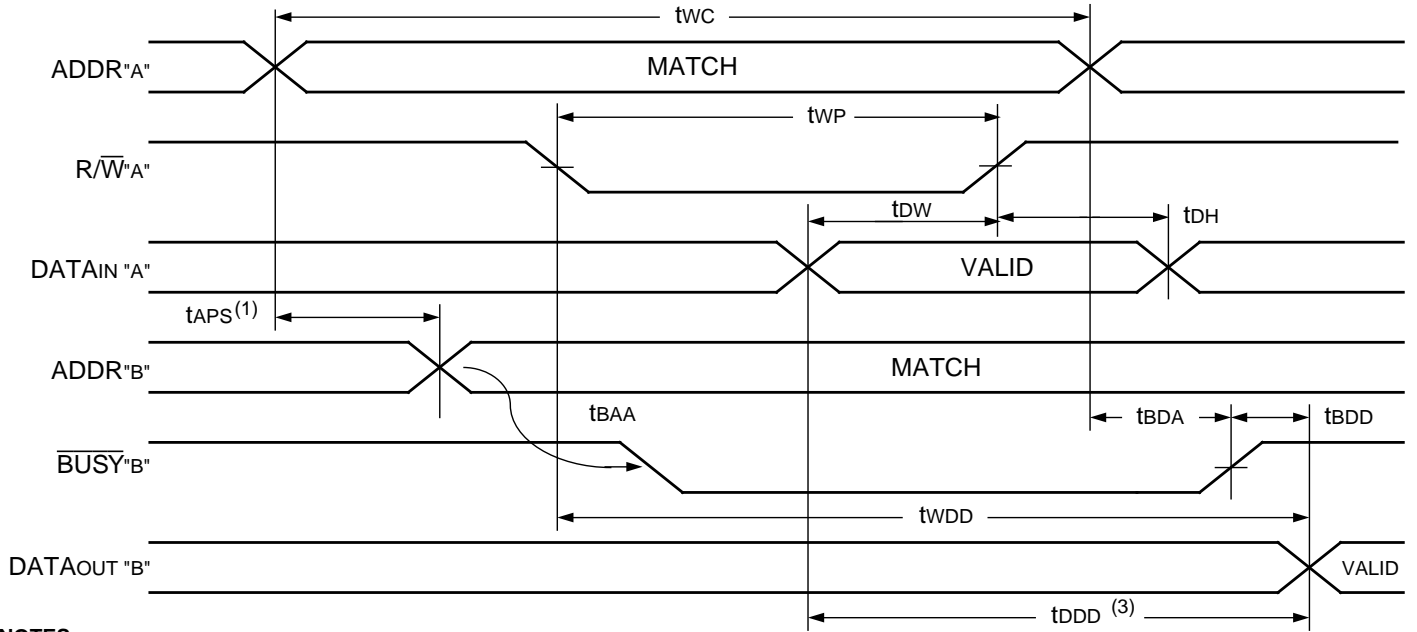 tWC
ADDR"A"
MATCH
tWP
R/W̅"A"
tDW
tDH
DATAIN "A"
VALID
tAPS(1)
ADDR"B"
MATCH
tBAA
tBDA
tBDD
B̅U̅S̅Y̅"B"
tWDD
DATAOUT "B"
VALID
tDDD (3)